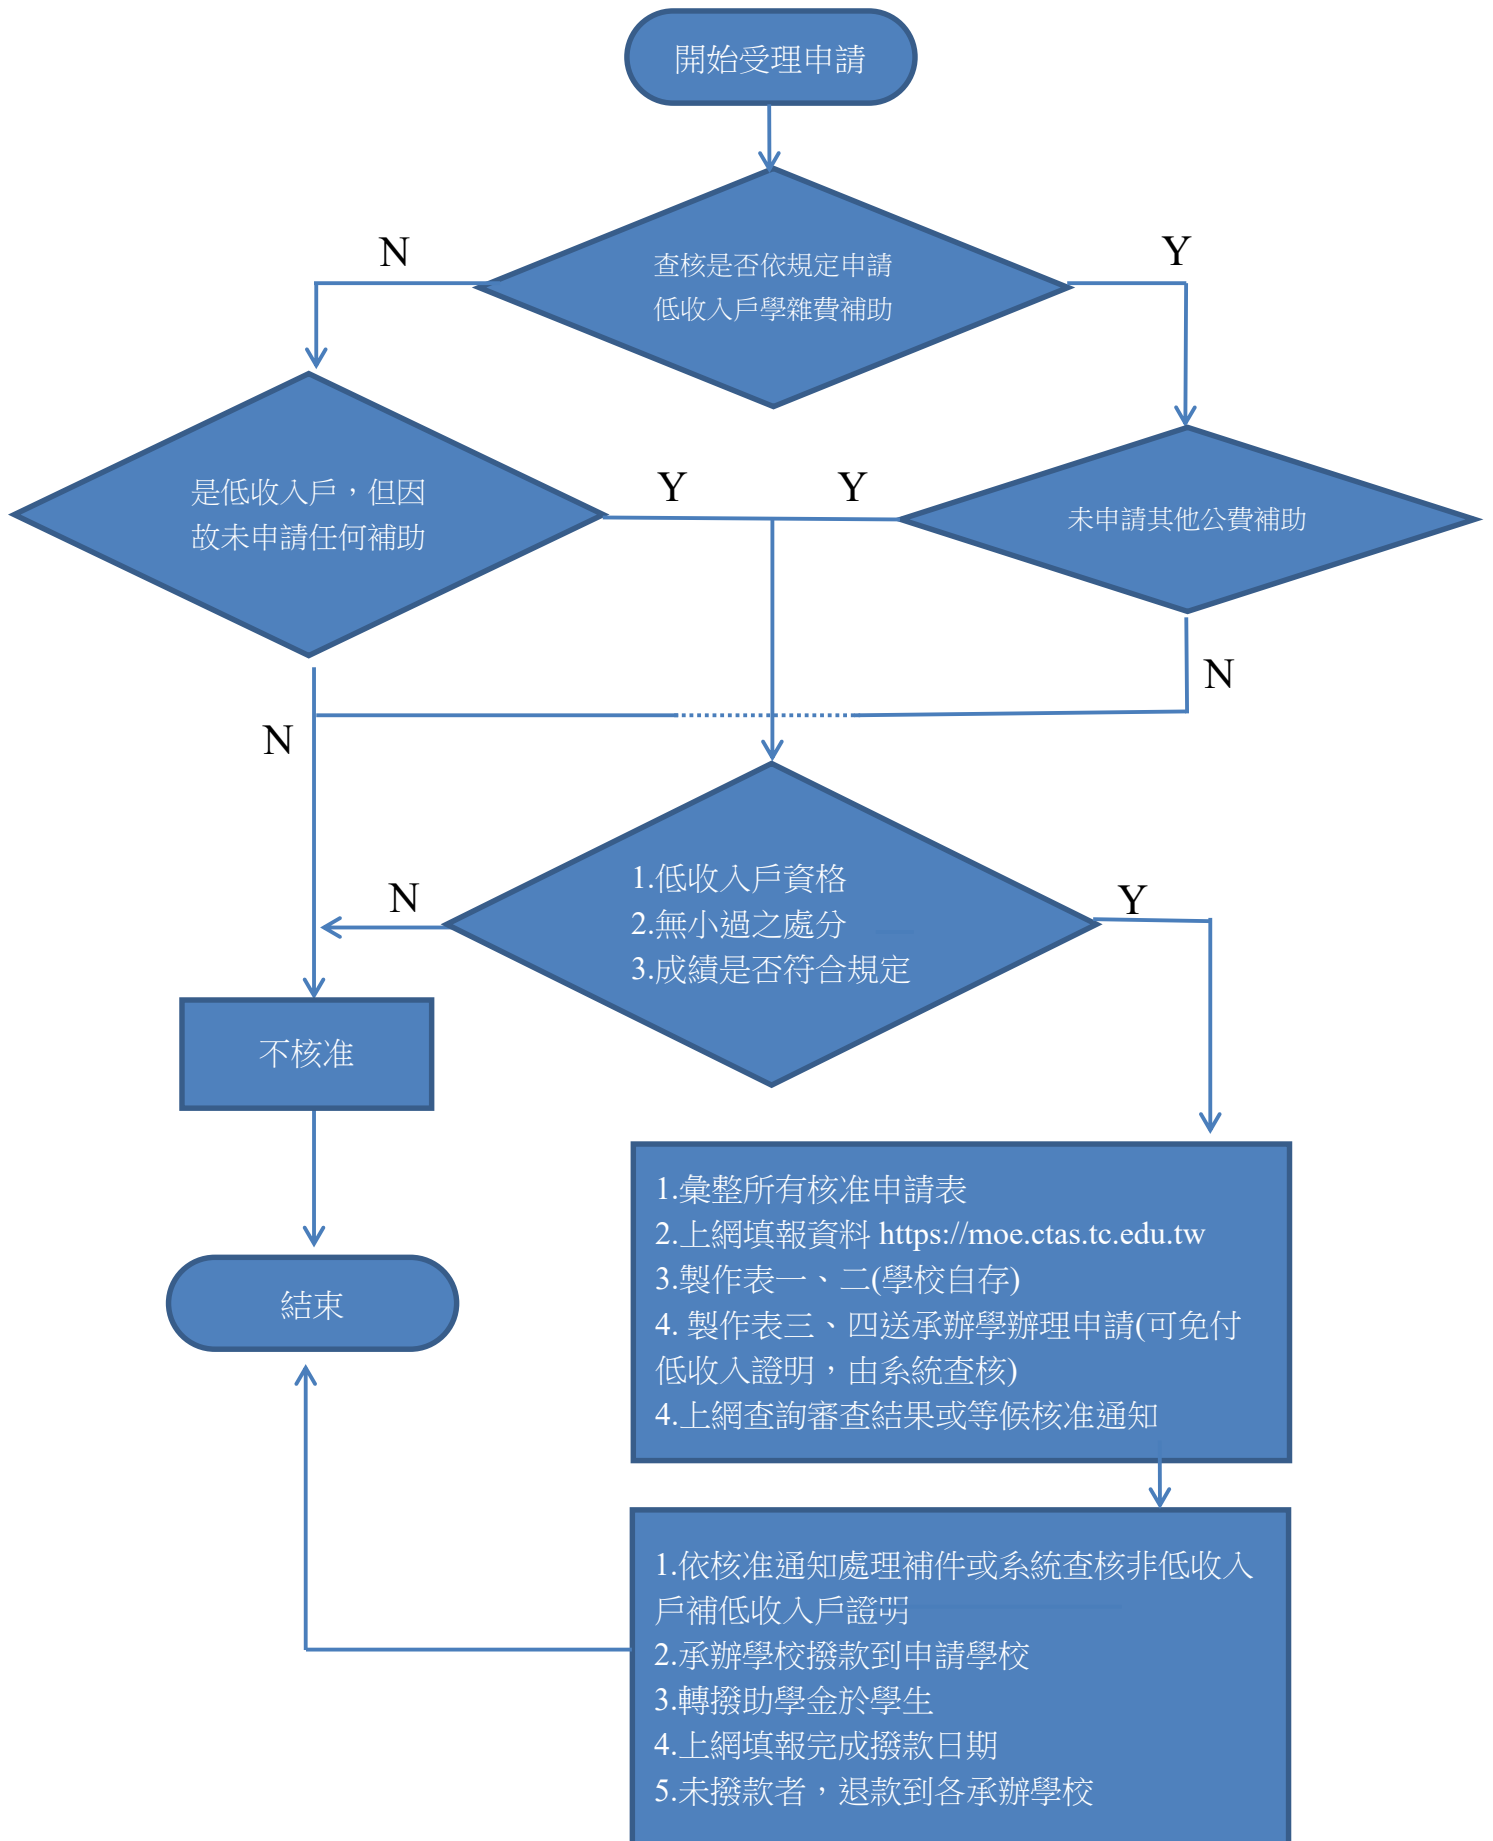 開始受理申請
N
Y
查核是否依規定申請
低收入戶學雜費補助
是低收入戶，但因
故未申請任何補助
Y
Y
未申請其他公費補助
N
N
1.低收入戶資格
2.無小過之處分
3.成績是否符合規定
N
Y
不核准
1.彙整所有核准申請表
2.上網填報資料 https://moe.ctas.tc.edu.tw
3.製作表一、二(學校自存)
4. 製作表三、四送承辦學辦理申請(可免付
低收入證明，由系統查核)
4.上網查詢審查結果或等候核准通知
結束
1.依核准通知處理補件或系統查核非低收入
戶補低收入戶證明
2.承辦學校撥款到申請學校
3.轉撥助學金於學生
4.上網填報完成撥款日期
5.未撥款者，退款到各承辦學校